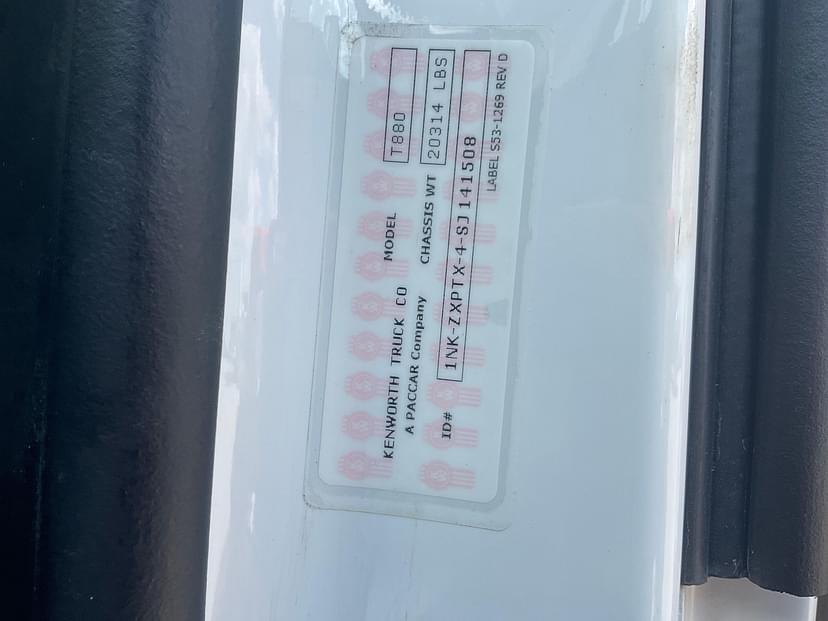 KENWORTH TRUCK CO MODEL T880
A PACCAR Company CHASSIS WT 20314 LBS
ID# 1NK-ZXPTX-4-SJ141508
LABEL S53-1269 REV D